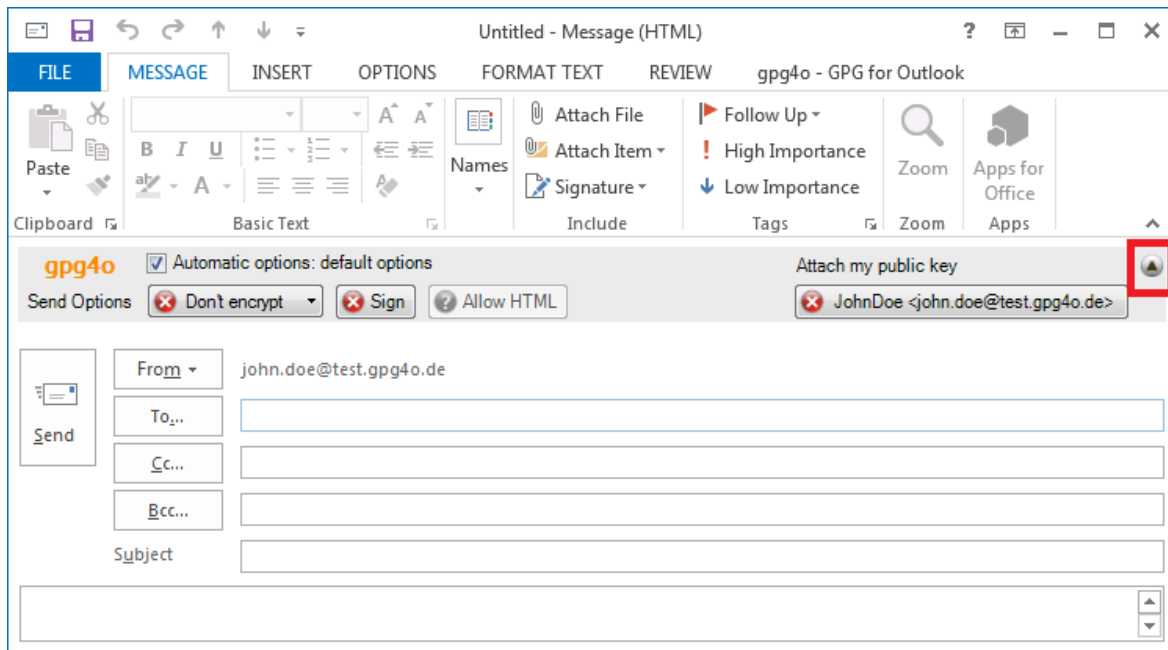 Untitled - Message (HTML) ?
FILE MESSAGE INSERT OPTIONS FORMAT TEXT REVIEW gpg4o - GPG for Outlook
A A Attach File Follow Up
B I U Names Attach Item High Importance
Paste Zoom Apps for
aby A Signature Low Importance Office
Clipboard Basic Text Include Tags Zoom Apps
gpg4o Automatic options: default options Attach my public key
Send Options Don't encrypt Sign ? Allow HTML JohnDoe <john.doe@test.gpg4o.de>
From john.doe@test.gpg4o.de
To...
Send
Cc...
Bcc...
Subject